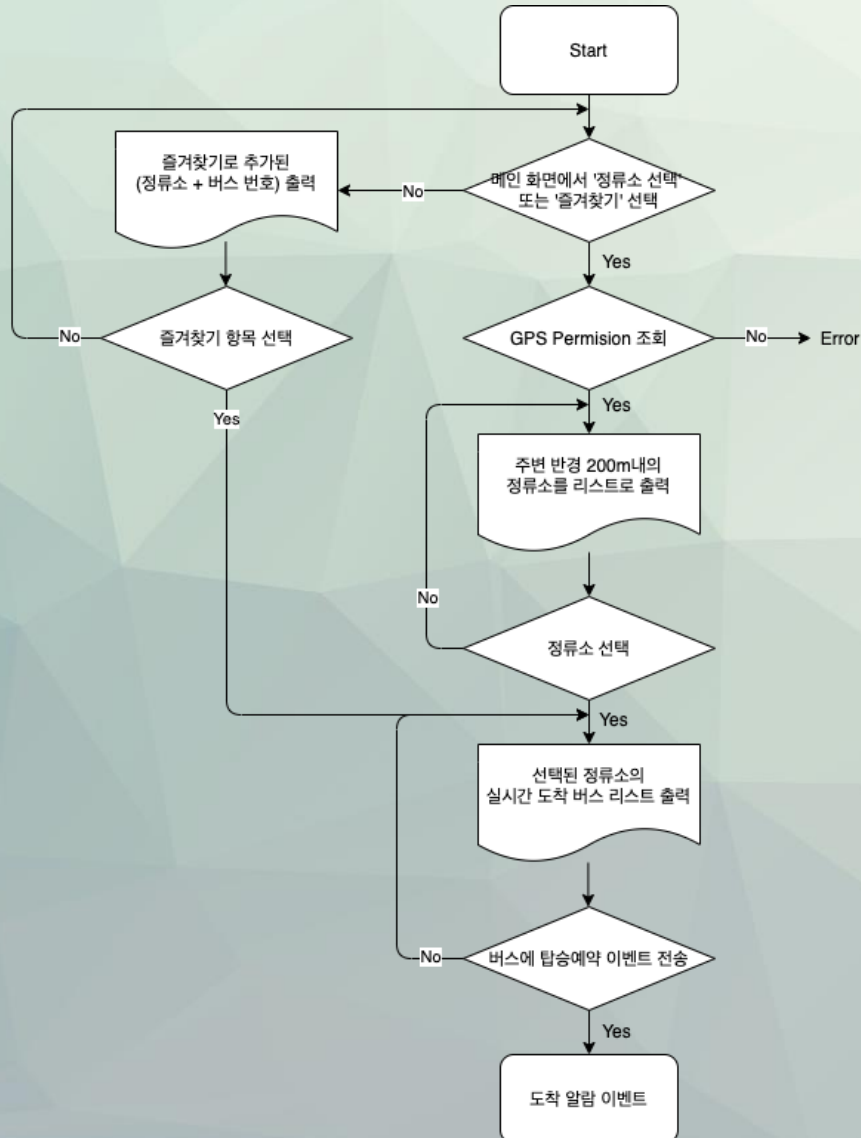 Start
메인 화면에서 '정류소 선택'
또는 '즐겨찾기' 선택
No
즐겨찾기로 추가된
(정류소 + 버스 번호) 출력
Yes
즐겨찾기 항목 선택
No
Yes
GPS Permision 조회
No
Error
Yes
주변 반경 200m내의
정류소를 리스트로 출력
No
정류소 선택
Yes
선택된 정류소의
실시간 도착 버스 리스트 출력
No
버스에 탑승예약 이벤트 전송
Yes
도착 알람 이벤트